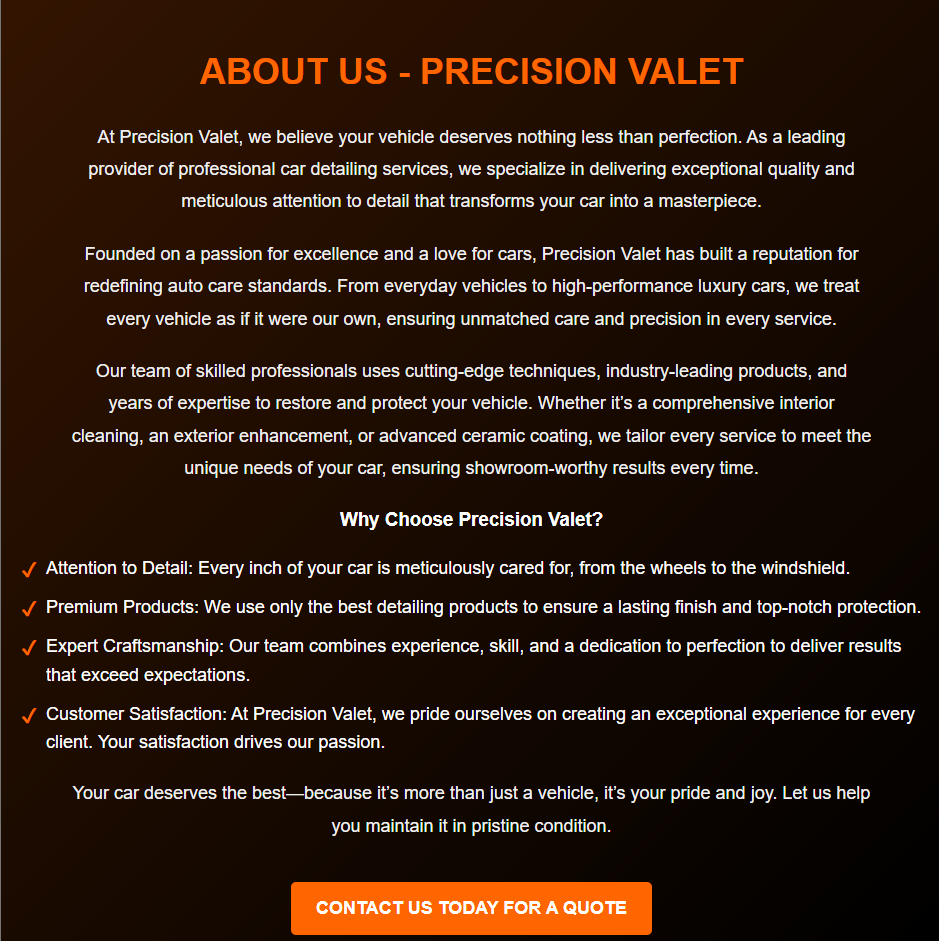 ABOUT US - PRECISION VALET
At Precision Valet, we believe your vehicle deserves nothing less than perfection. As a leading
provider of professional car detailing services, we specialize in delivering exceptional quality and
meticulous attention to detail that transforms your car into a masterpiece.
Founded on a passion for excellence and a love for cars, Precision Valet has built a reputation for
redefining auto care standards. From everyday vehicles to high-performance luxury cars, we treat
every vehicle as if it were our own, ensuring unmatched care and precision in every service.
Our team of skilled professionals uses cutting-edge techniques, industry-leading products, and
years of expertise to restore and protect your vehicle. Whether it’s a comprehensive interior
cleaning, an exterior enhancement, or advanced ceramic coating, we tailor every service to meet the
unique needs of your car, ensuring showroom-worthy results every time.
Why Choose Precision Valet?
✓ Attention to Detail: Every inch of your car is meticulously cared for, from the wheels to the windshield.
✓ Premium Products: We use only the best detailing products to ensure a lasting finish and top-notch protection.
✓ Expert Craftsmanship: Our team combines experience, skill, and a dedication to perfection to deliver results
that exceed expectations.
✓ Customer Satisfaction: At Precision Valet, we pride ourselves on creating an exceptional experience for every
client. Your satisfaction drives our passion.
Your car deserves the best—because it’s more than just a vehicle, it’s your pride and joy. Let us help
you maintain it in pristine condition.
CONTACT US TODAY FOR A QUOTE